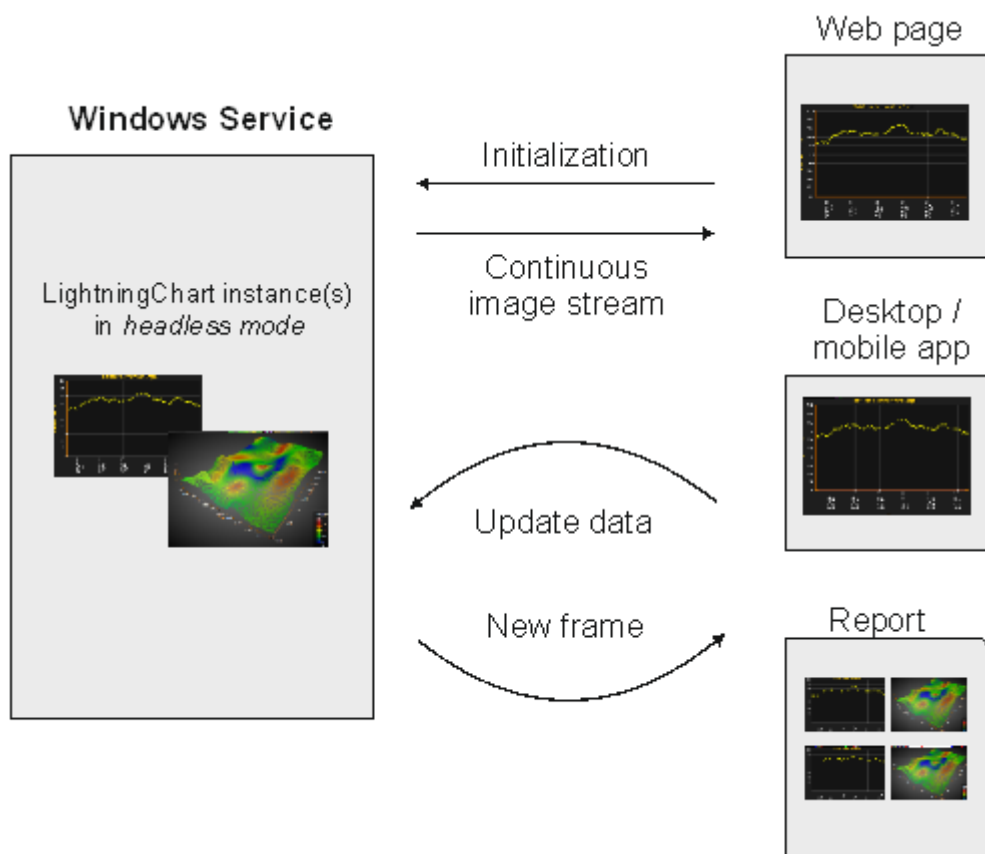 Web page
Windows Service
Initialization
Continuous
image stream
LightningChart instance(s)
in headless mode
Desktop /
mobile app
Update data
New frame
Report